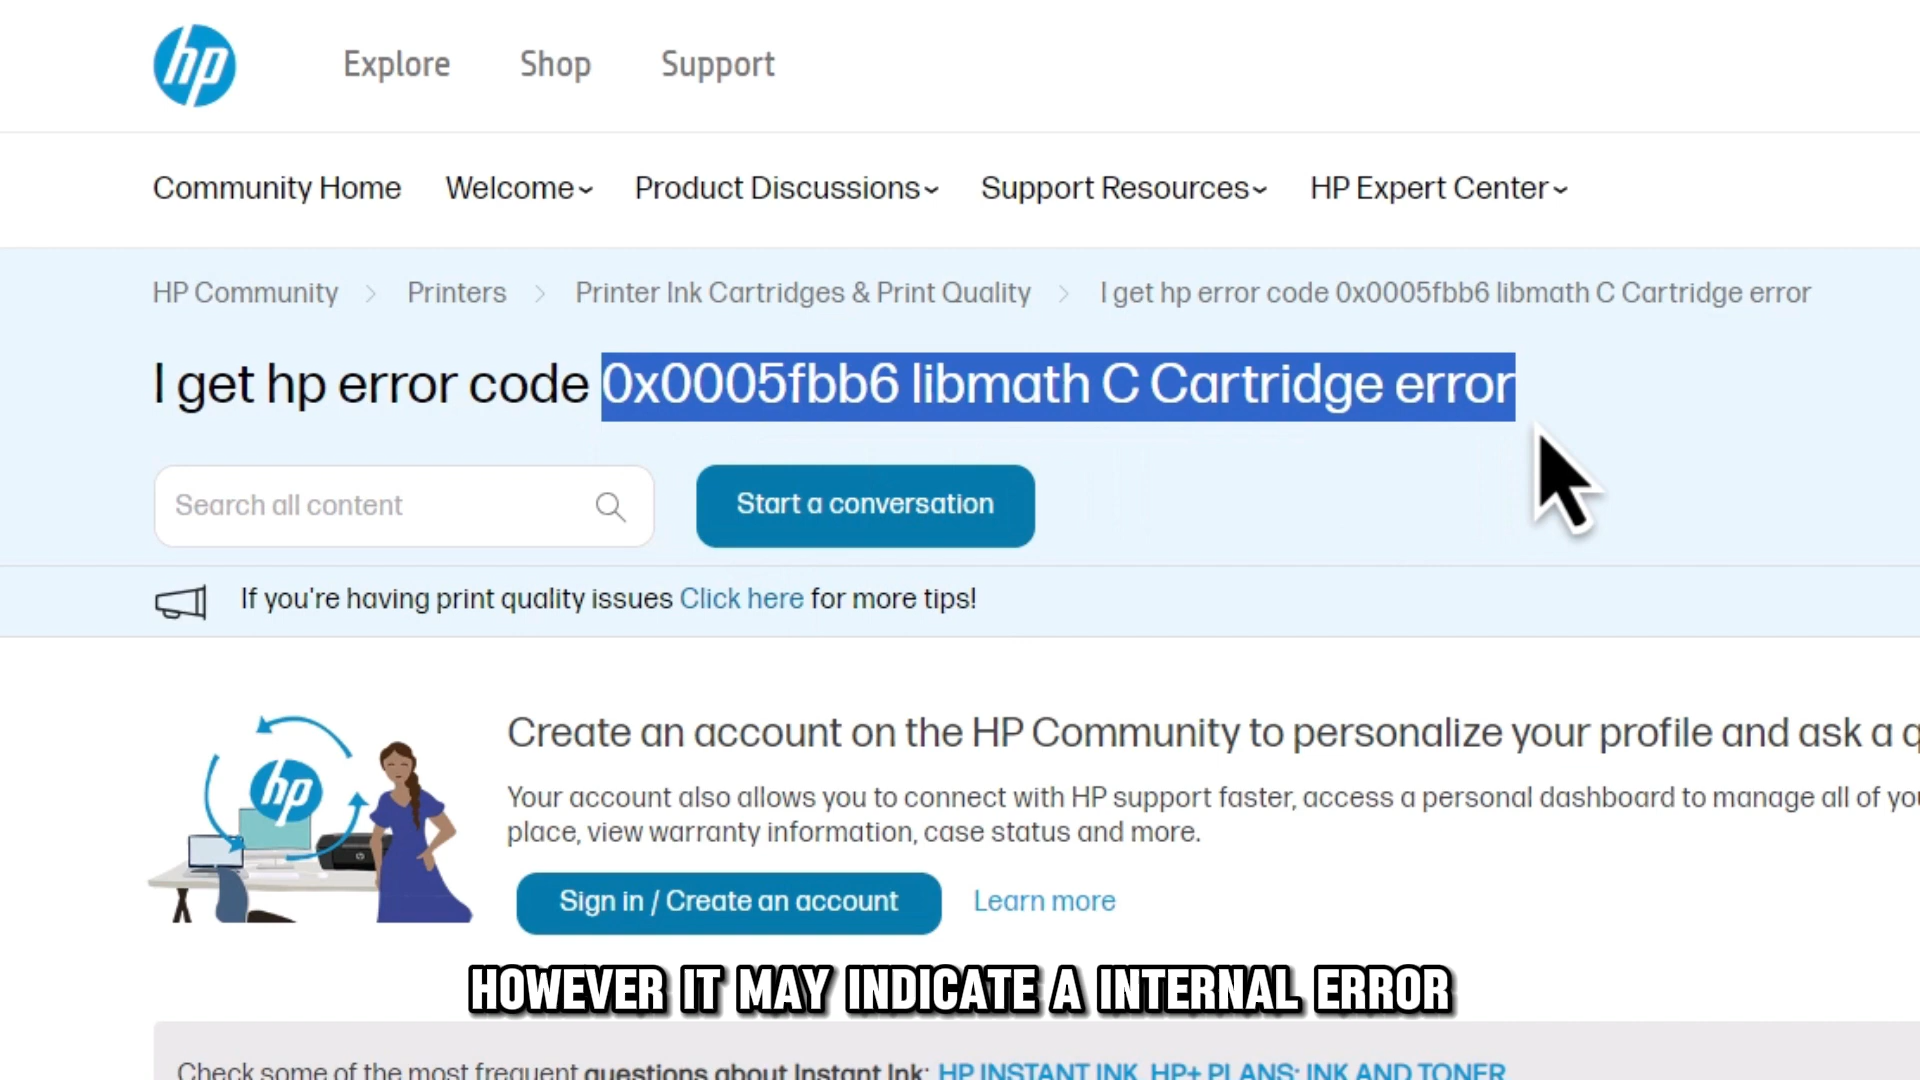 hp
Explore Shop Support
Community Home Welcome Product Discussions Support Resources HP Expert Center
HP Community > Printers > Printer Ink Cartridges & Print Quality > I get hp error code 0x0005fbb6 libmath C Cartridge error
I get hp error code 0x0005fbb6 libmath C Cartridge error
Search all content
Start a conversation
If you're having print quality issues Click here for more tips!
hp
Create an account on the HP Community to personalize your profile and ask a
Your account also allows you to connect with HP support faster, access a personal dashboard to manage all of
place, view warranty information, case status and more.
Sign in / Create an account Learn more
HOWEVER IT MAY INDICATE A INTERNAL ERROR
Check some of the most frequent questions about Instant Ink: HP INSTANT INK, HP+ PLANS: INK AND TONER